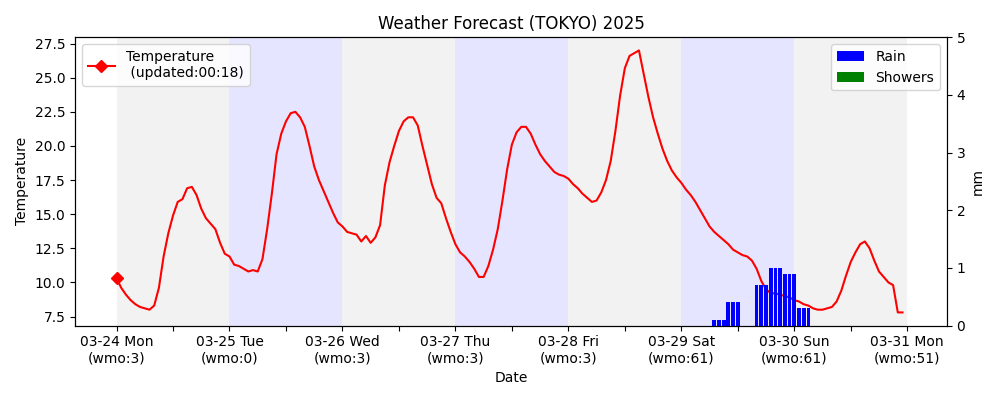 Weather Forecast (TOKYO) 2025
Temperature
(updated:00:18)
Rain
Showers
27.5
25.0
22.5
20.0
17.5
15.0
12.5
10.0
7.5
Temperature
5
4
3
2
1
0
mm
03-24 Mon 03-25 Tue 03-26 Wed 03-27 Thu 03-28 Fri 03-29 Sat 03-30 Sun 03-31 Mon
(wmo:3) (wmo:0) (wmo:3) (wmo:3) (wmo:3) (wmo:61) (wmo:61) (wmo:51)
Date